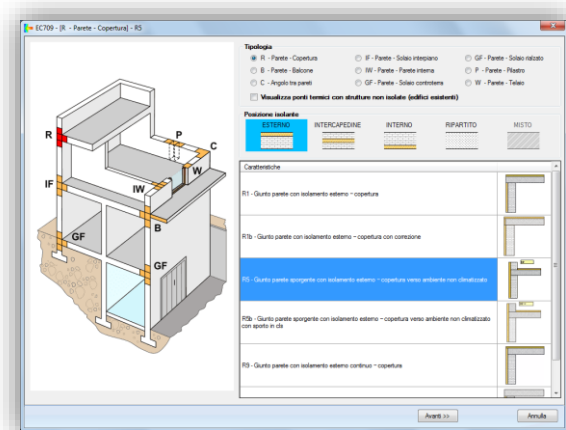 EC709 - [R - Parete - Copertura] - R5
Tipologia
R - Parete - Copertura
IF - Parete - Solaio interpiano
GF - Parete - Solaio rialzato
B - Parete - Balcone
IW - Parete - Parete interna
P - Pilastro
C - Angolo tra pareti
GF - Parete - Solaio controterra
W - Parete - Telaio
Visualizza ponti termici con strutture non isolate (edifici esistenti)
Posizione isolante
ESTERNO
INTERCAPEDINE
INTERNO
RIPARTITO
MISTO
Caratteristiche
R1 - Giunto parete con isolamento esterno – copertura
R1b - Giunto parete con isolamento esterno – copertura con correzione
R5 - Giunto parete sporgente con isolamento esterno – copertura verso ambiente non climatizzato
R5b - Giunto parete sporgente con isolamento esterno – copertura verso ambiente non climatizzato
con sporto in cls
R9 - Giunto parete con isolamento esterno continuo – copertura
R
P
C
W
IF
IW
B
GF
GF
Avanti >>
Annulla